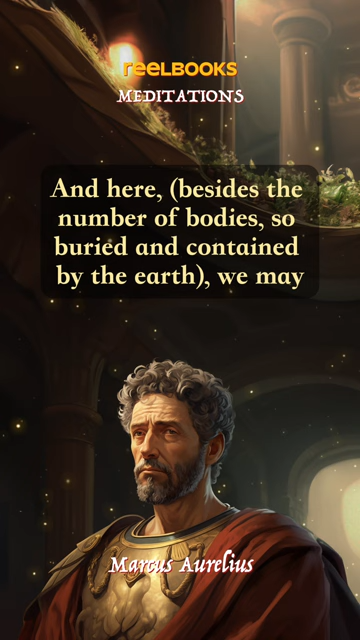 reelBOOKS
MEDITATIONS
And here, (besides the
number of bodies, so
buried and contained
by the earth), we may
Marcus Aurelius